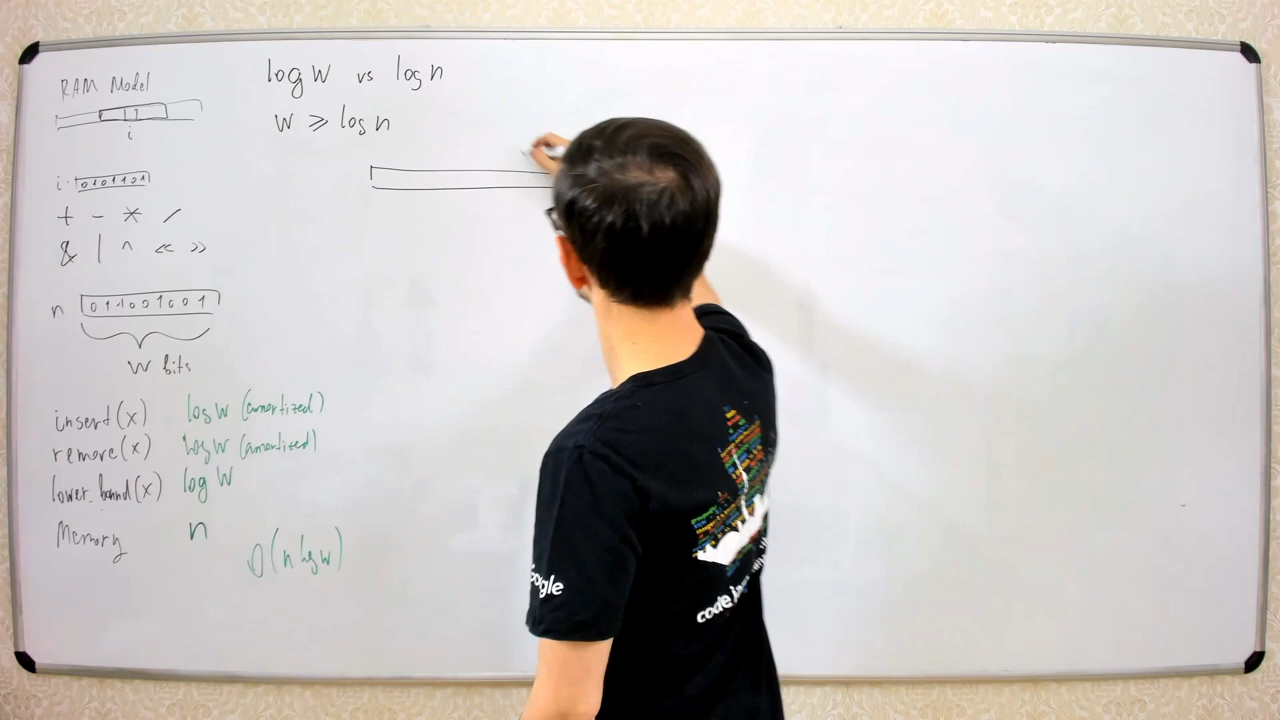 RAM Model
i
i 0101101
+ - * /
& | ^ << >>
n 011001001
W bits
insert(x) log W (amortized)
remove(x) log W (amortized)
lower_bound(x) log W
Memory n
O(n log W)
log W vs log n
W ⩾ log n
Google
code jam